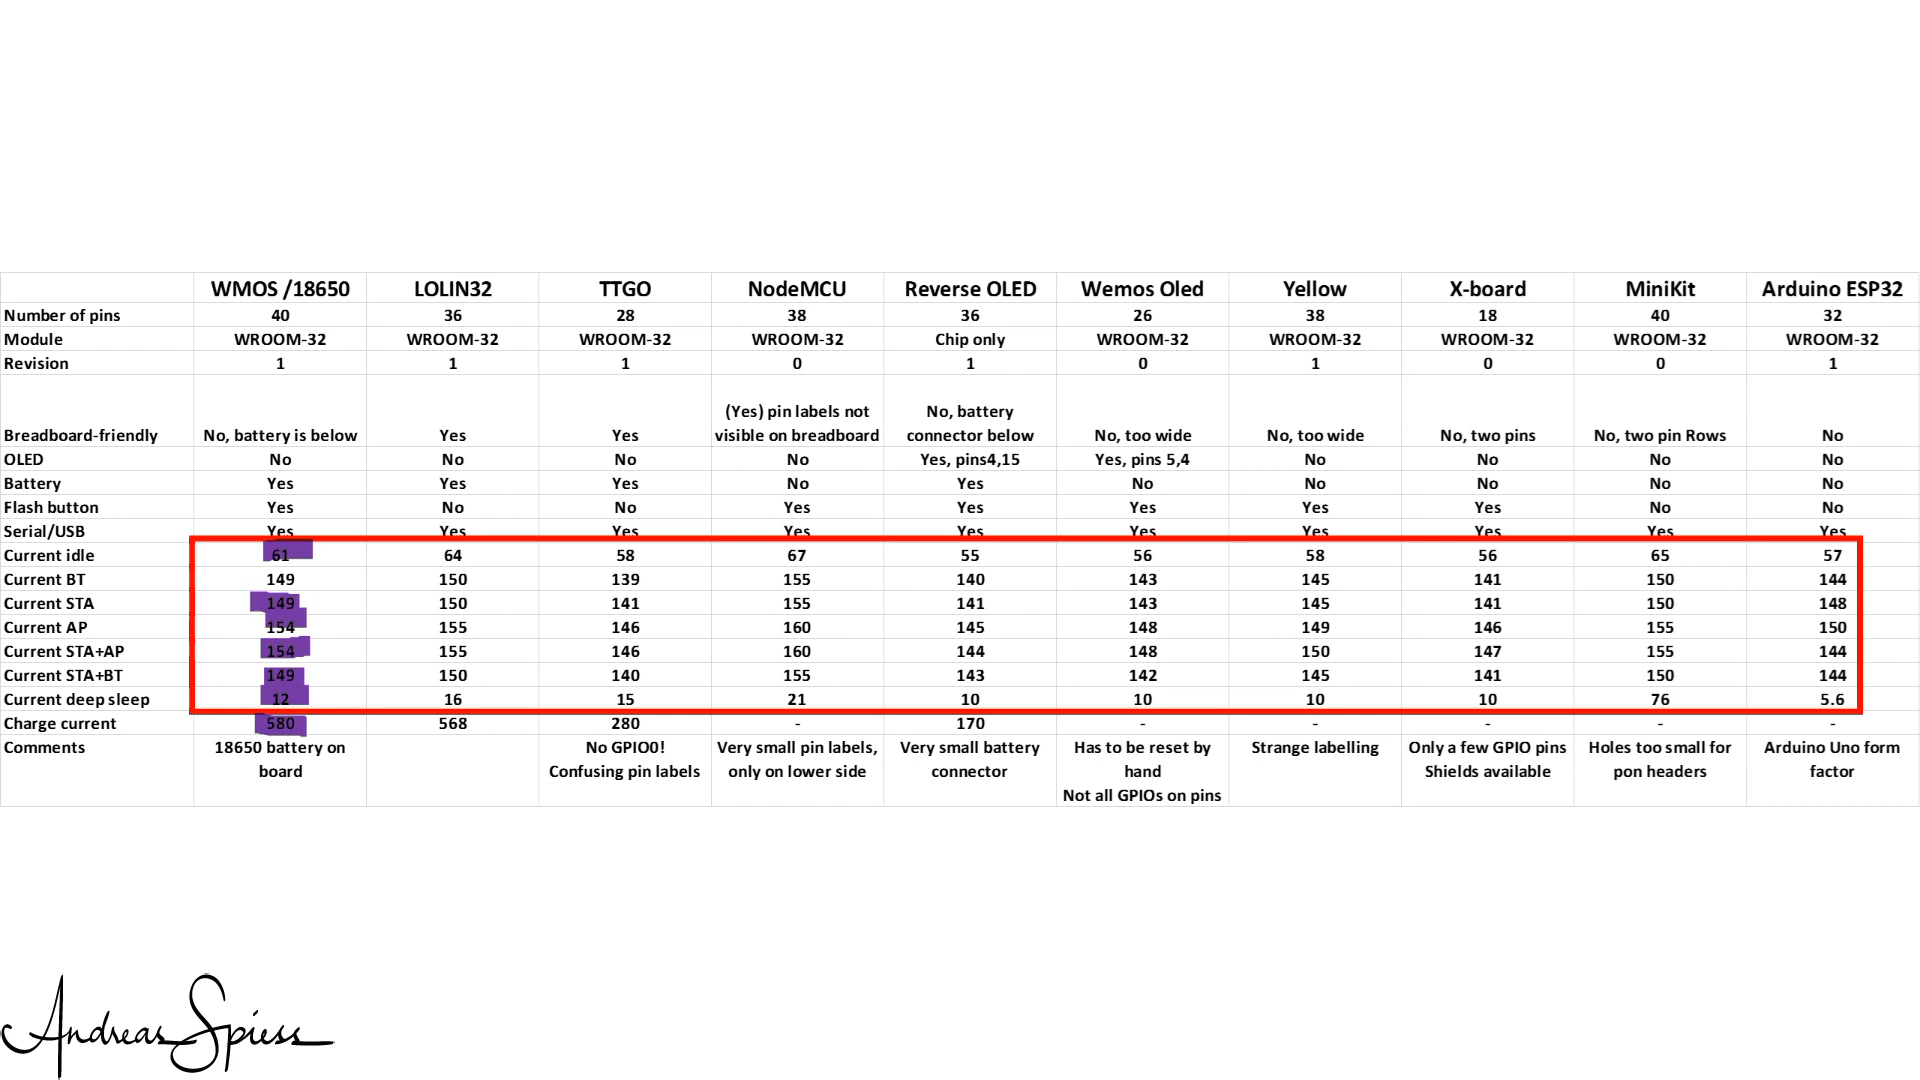 WMOS /18650 LOLIN32 TTGO NodeMCU Reverse OLED Wemos Oled Yellow X-board MiniKit Arduino ESP32
Number of pins 40 36 28 38 36 26 38 18 40 32
Module WROOM-32 WROOM-32 WROOM-32 WROOM-32 Chip only WROOM-32 WROOM-32 WROOM-32 WROOM-32 WROOM-32
Revision 1 1 1 0 1 0 1 0 0 1
(Yes) pin labels not No, battery
Breadboard-friendly No, battery is below Yes Yes visible on breadboard connector below No, too wide No, too wide No, two pins No, two pin Rows No
OLED No No No No Yes, pins4,15 Yes, pins 5,4 No No No No
Battery Yes Yes Yes No Yes No No No No No
Flash button Yes No No Yes Yes Yes Yes Yes No No
Serial/USB Yes Yes Yes Yes Yes Yes Yes Yes Yes Yes
Current idle 61 64 58 67 55 56 58 56 65 57
Current BT 149 150 139 155 140 143 145 141 150 144
Current STA 149 150 141 155 141 143 145 141 150 148
Current AP 154 155 146 160 145 148 149 146 155 150
Current STA+AP 154 155 146 160 144 148 150 147 155 144
Current STA+BT 149 150 140 155 143 142 145 141 150 144
Current deep sleep 12 16 15 21 10 10 10 10 76 5.6
Charge current 580 568 280 - 170 - - - - -
Comments 18650 battery on No GPIO0! Very small pin labels, Very small battery Has to be reset by Strange labelling Only a few GPIO pins Holes too small for Arduino Uno form
board Confusing pin labels only on lower side connector hand Shields available pon headers factor
Not all GPIOs on pins
Andreas Spiess